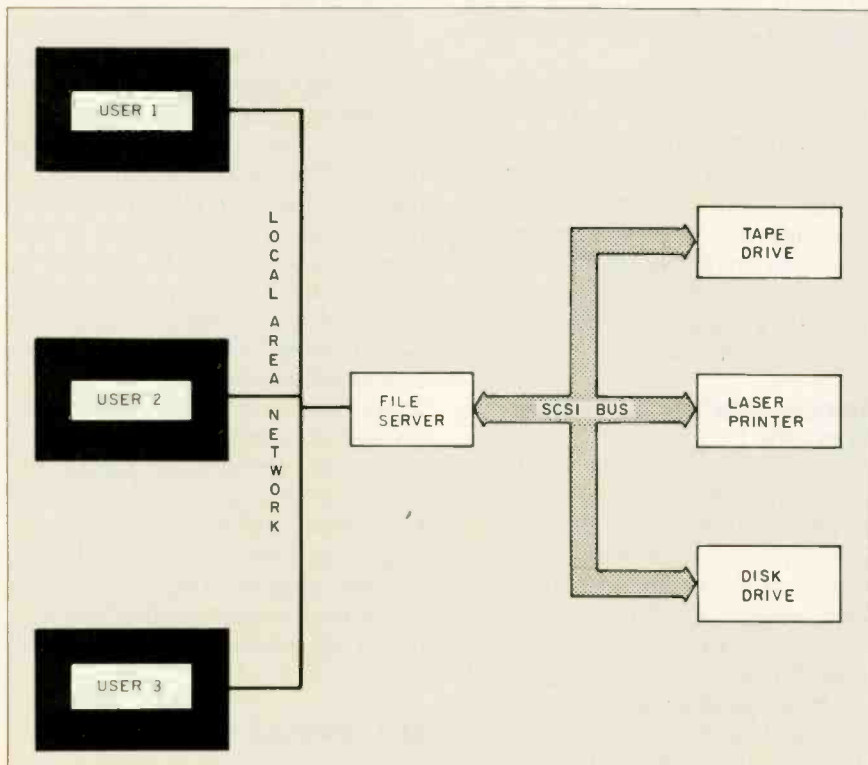 USER 1
USER 2
USER 3
LOCAL AREA NETWORK
FILE
SERVER
SCSI BUS
TAPE
DRIVE
LASER
PRINTER
DISK
DRIVE